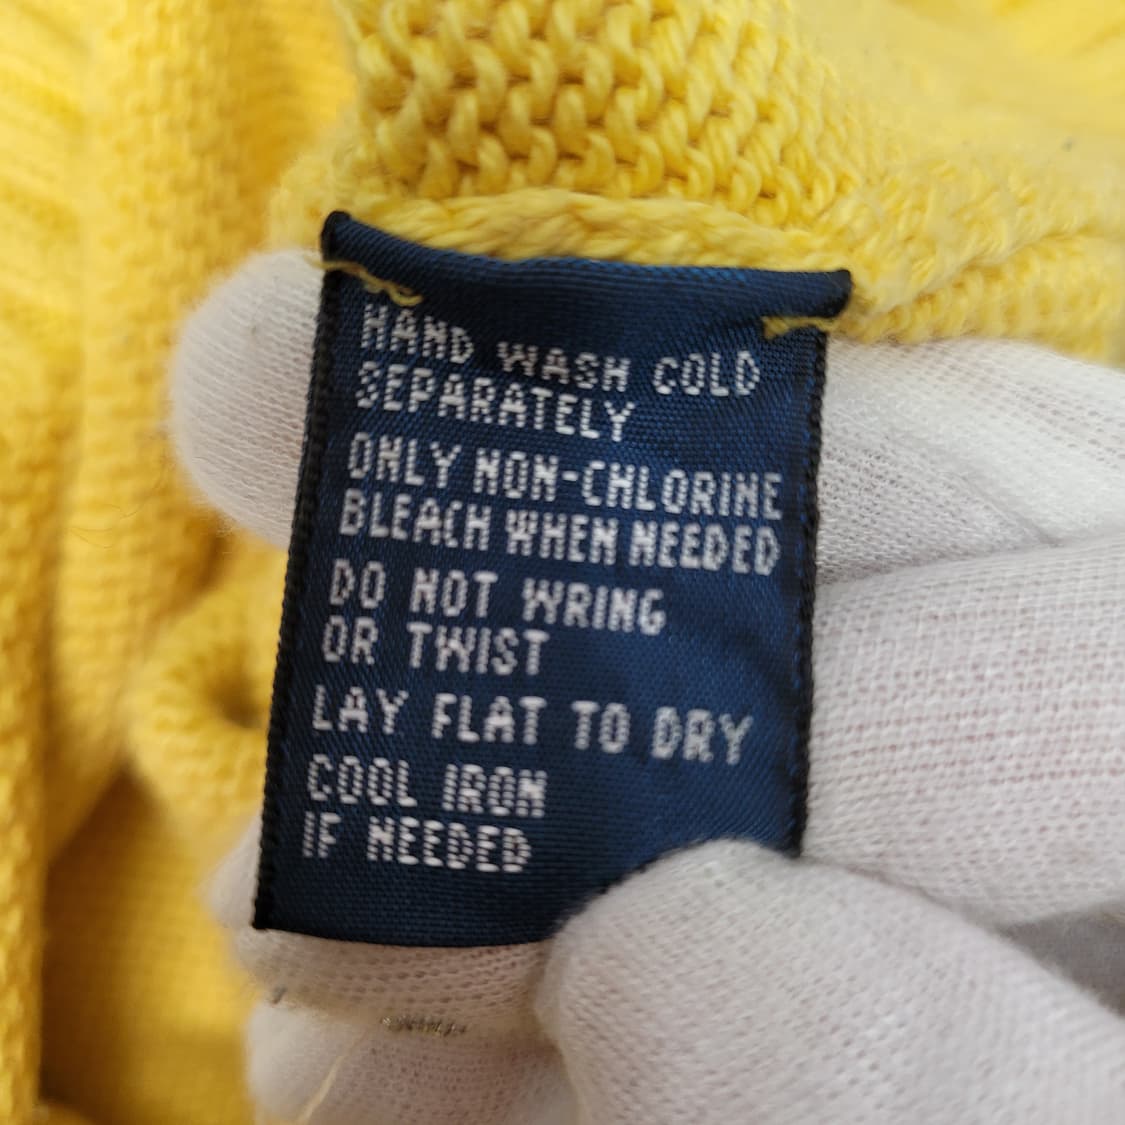 HAND WASH COLD
SEPARATELY
ONLY NON-CHLORINE
BLEACH WHEN NEEDED
DO NOT WRING
OR TWIST
LAY FLAT TO DRY
COOL IRON
IF NEEDED